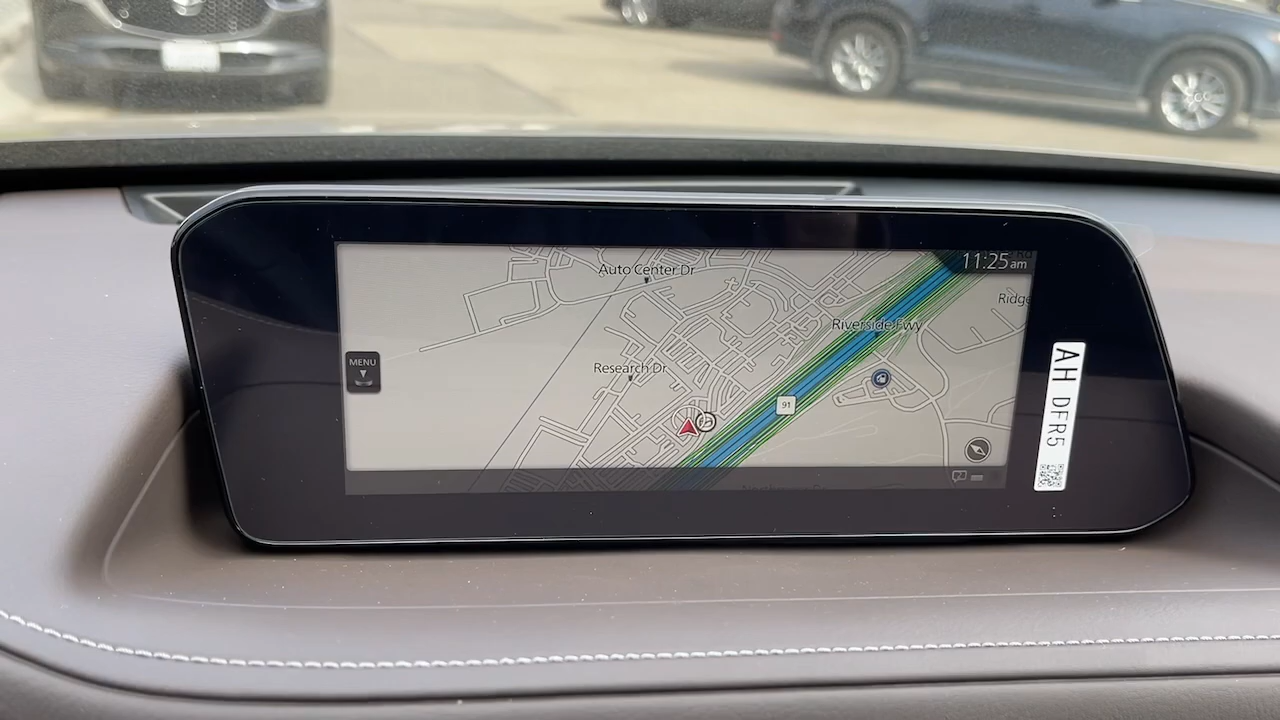 11:25 am
Auto Center Dr
Ridge
Riverside Fwy
MENU
Research Dr
91
AH DFR5